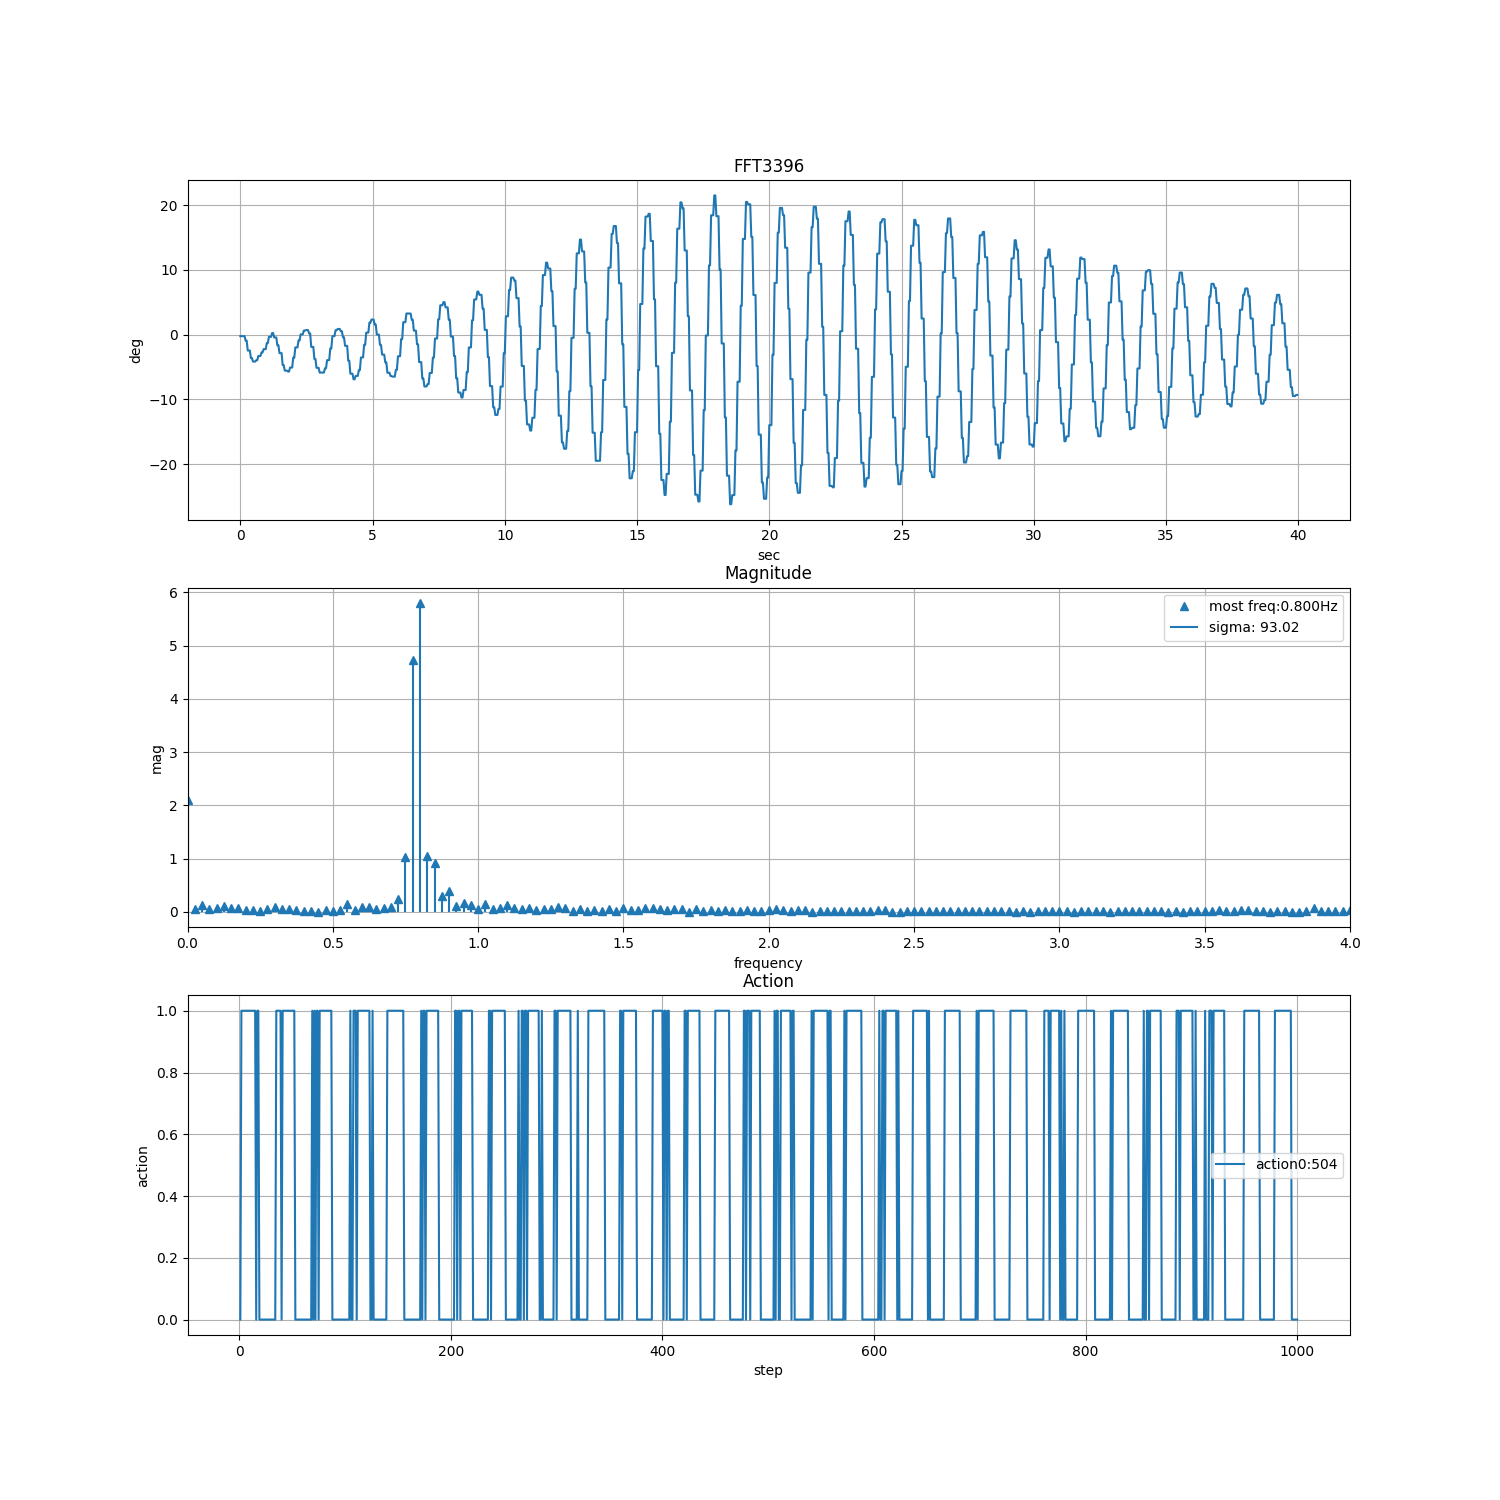 FFT3396
20
10
0
−10
−20
deg
0 5 10 15 20 25 30 35 40
sec
Magnitude
6
5
4
3
2
1
0
mag
most freq:0.800Hz
sigma: 93.02
0.0 0.5 1.0 1.5 2.0 2.5 3.0 3.5 4.0
frequency
Action
1.0
0.8
0.6
0.4
0.2
0.0
action
action0:504
0 200 400 600 800 1000
step